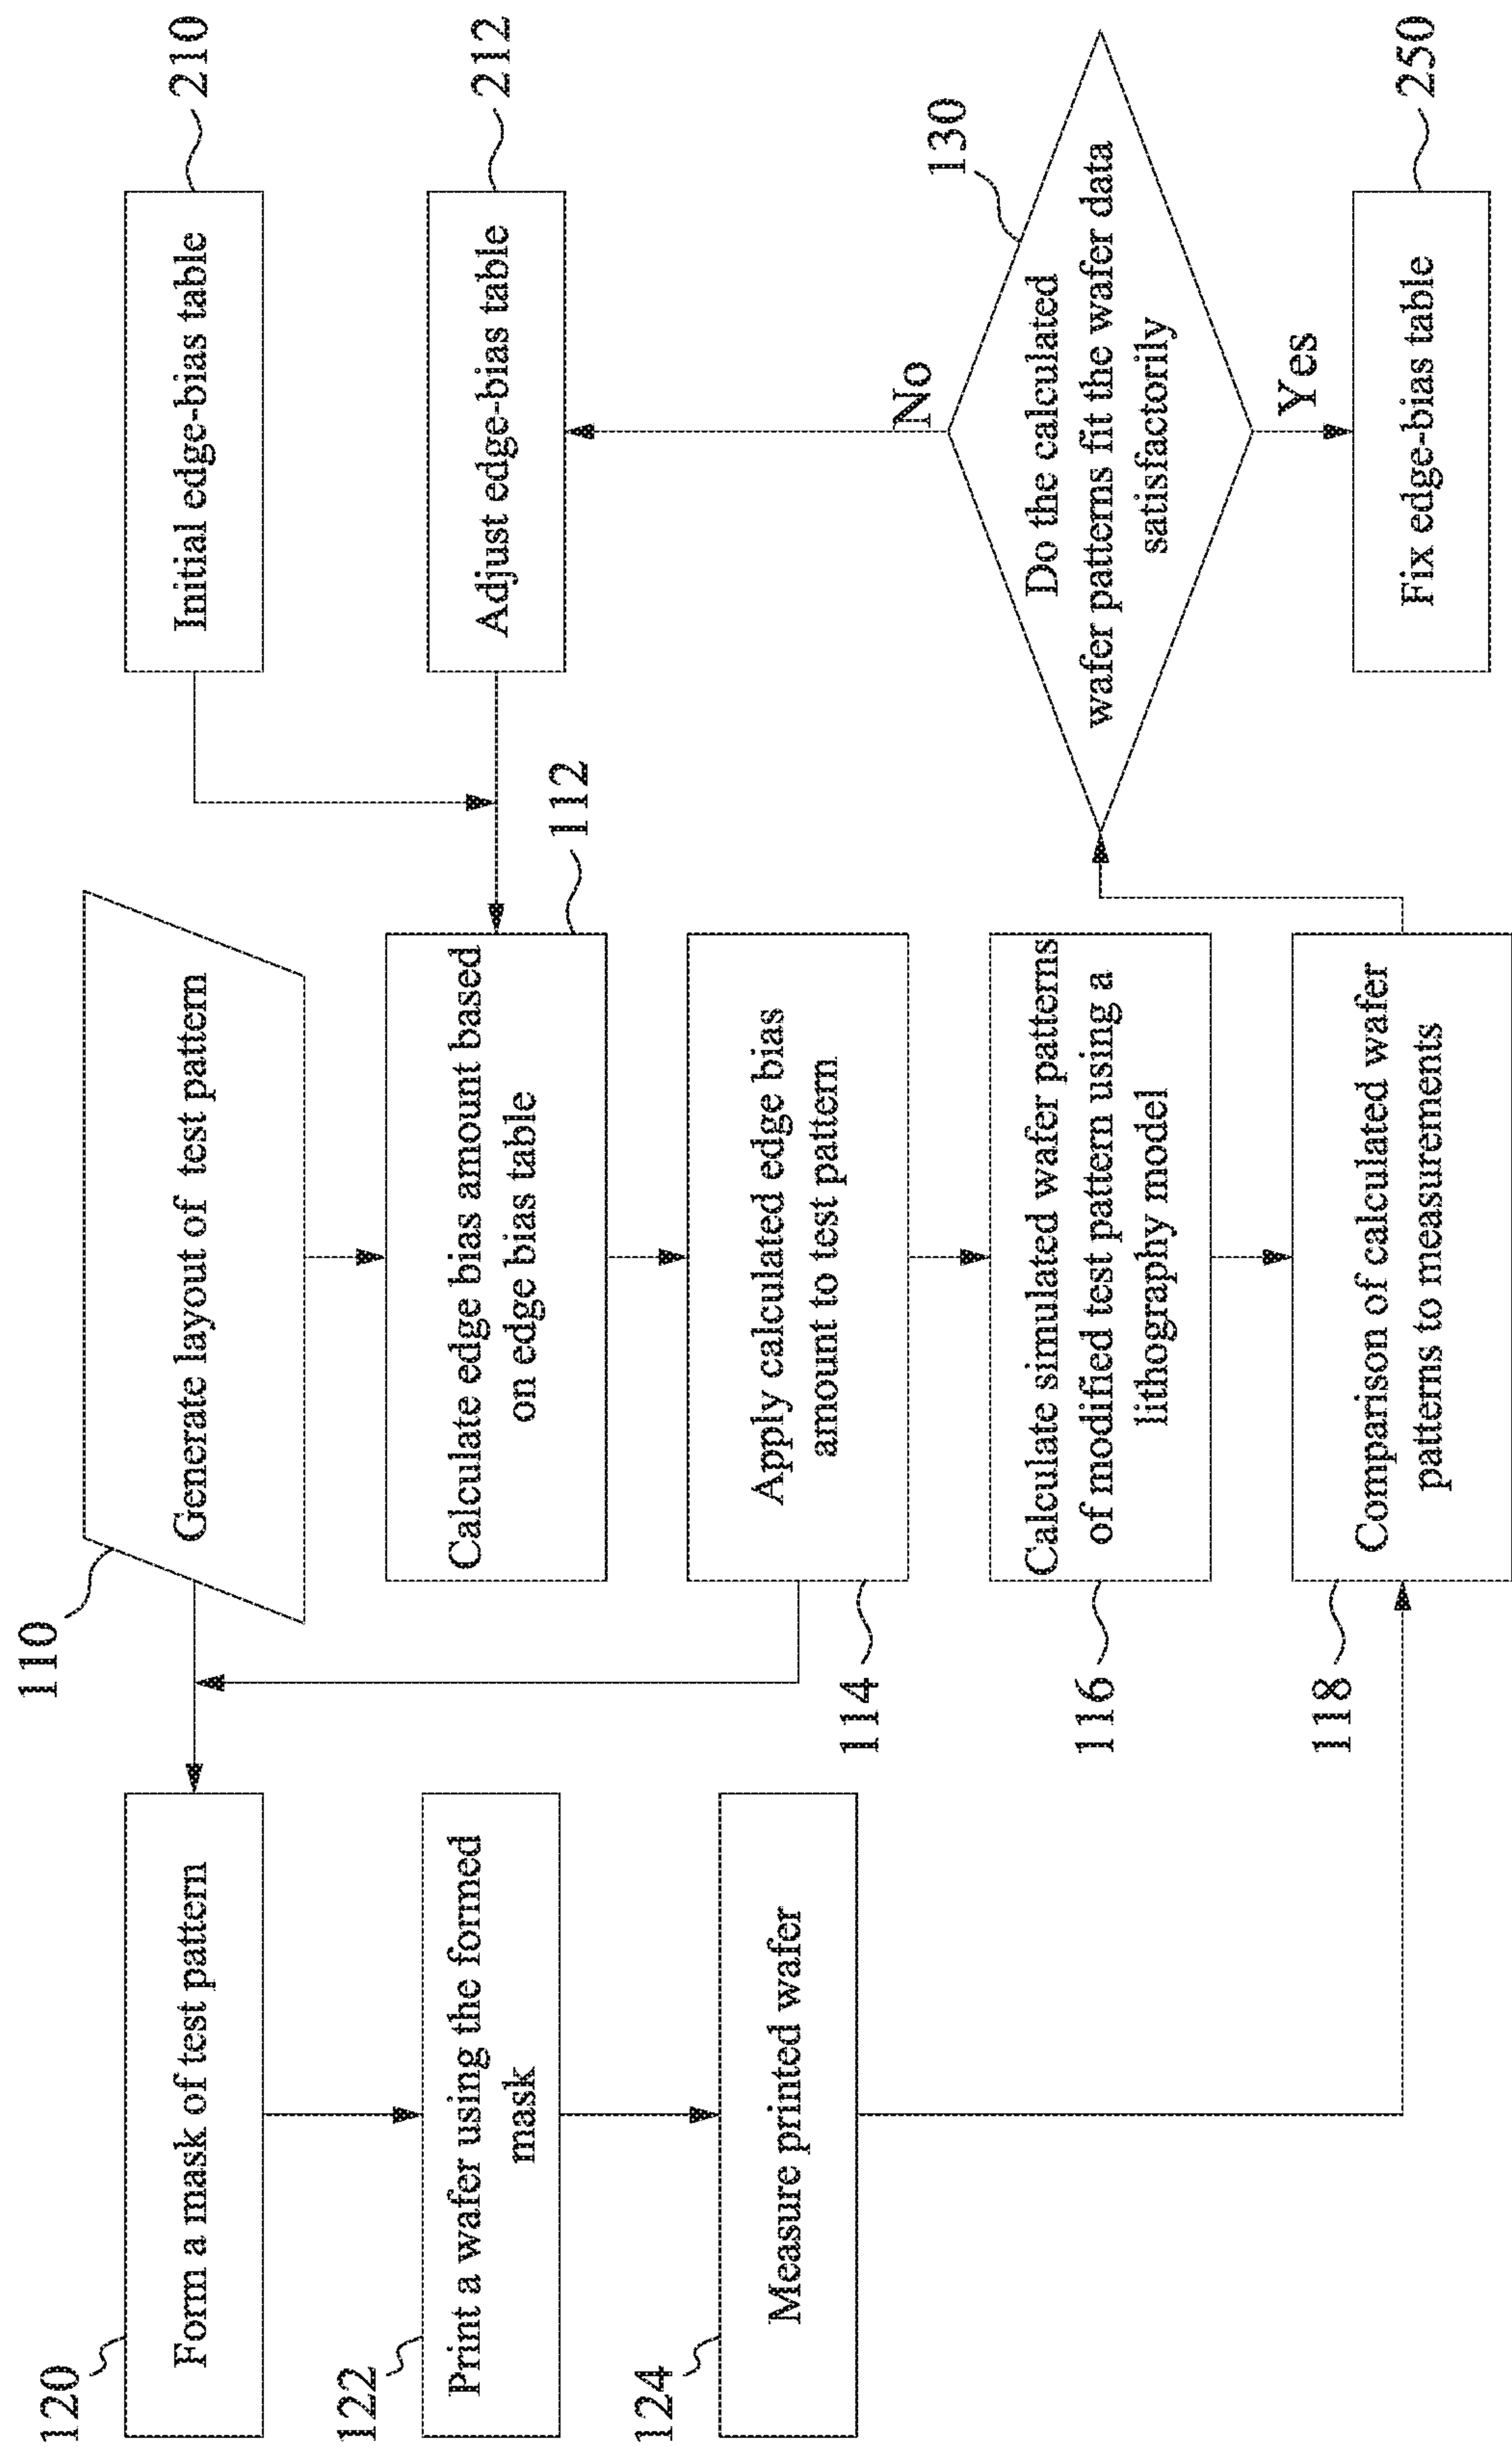 120
Form a mask of test pattern
122
Print a wafer using the formed
mask
124
Measure printed wafer
110
Generate layout of test pattern
Calculate edge bias amount based
on edge bias table
112
Apply calculated edge bias
amount to test pattern
114
Calculate simulated wafer patterns
of modified test pattern using a
lithography model
116
Comparison of calculated wafer
patterns to measurements
118
Initial edge-bias table
210
Adjust edge-bias table
212
No
130
Do the calculated
wafer patterns fit the wafer data
satisfactorily
Yes
Fix edge-bias table
250